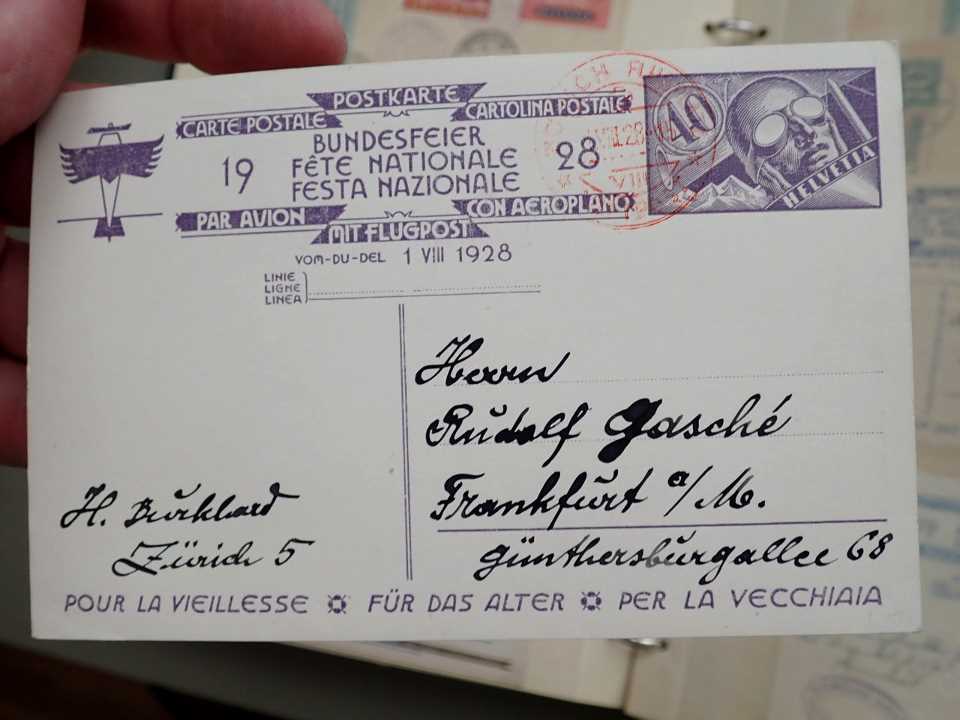 POSTKARTE
CARTE POSTALE
CARTOLINA POSTALE
19 BUNDESFEIER 28
FÊTE NATIONALE
FESTA NAZIONALE
PAR AVION
CON AEROPLANO
MIT FLUGPOST
VOM-DU-DEL 1 VIII 1928
LINIE
LIGNE
LINEA
40
HELVETIA
Herrn
Rudolf Gasché
Frankfurt a/M.
Günthersburgallee 68
H. Burkhard
Zürich 5
POUR LA VIEILLESSE FÜR DAS ALTER PER LA VECCHIAIA